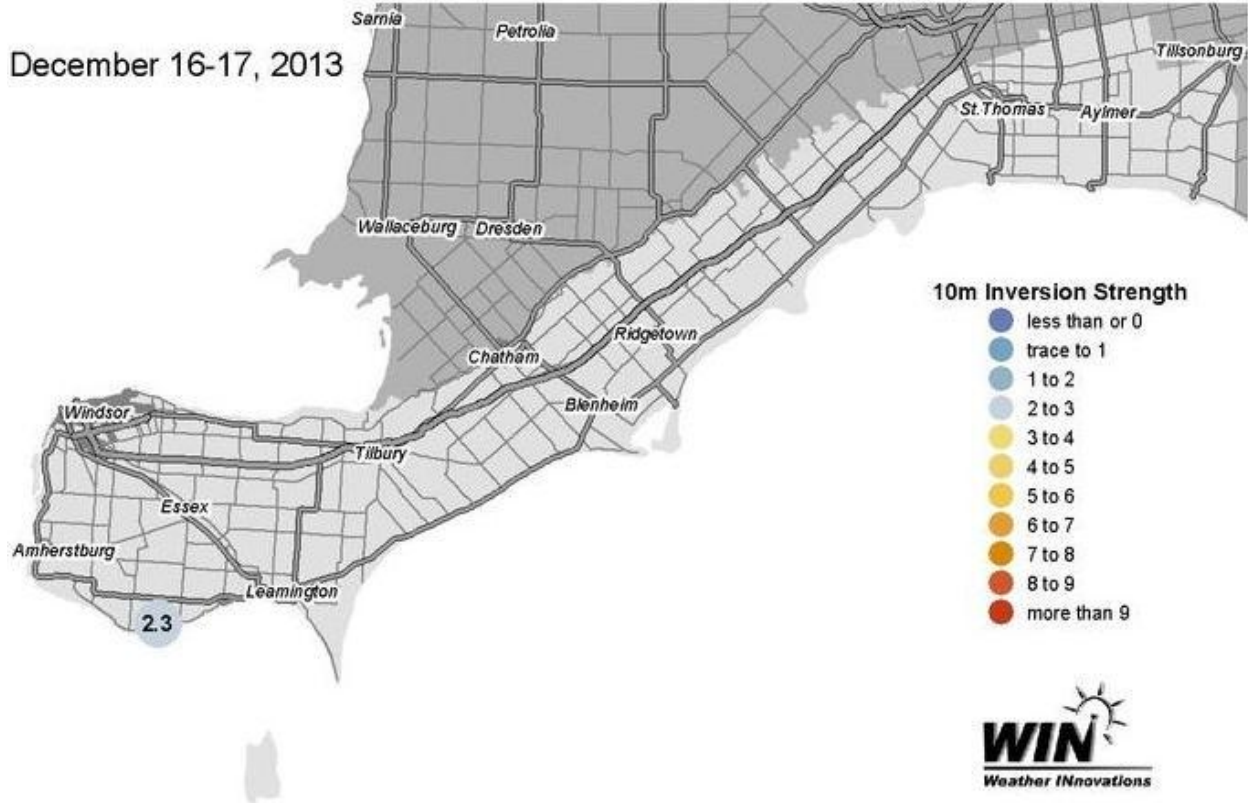 Sarnia
Petrolia
December 16-17, 2013
Tillsonburg
St.Thomas
Aylmer
Wallaceburg
Dresden
10m Inversion Strength
less than or 0
trace to 1
1 to 2
2 to 3
3 to 4
4 to 5
5 to 6
6 to 7
7 to 8
8 to 9
more than 9
Ridgetown
Chatham
Blenheim
Windsor
Tilbury
Essex
Amherstburg
Leamington
2.3
WIN
Weather INnovations